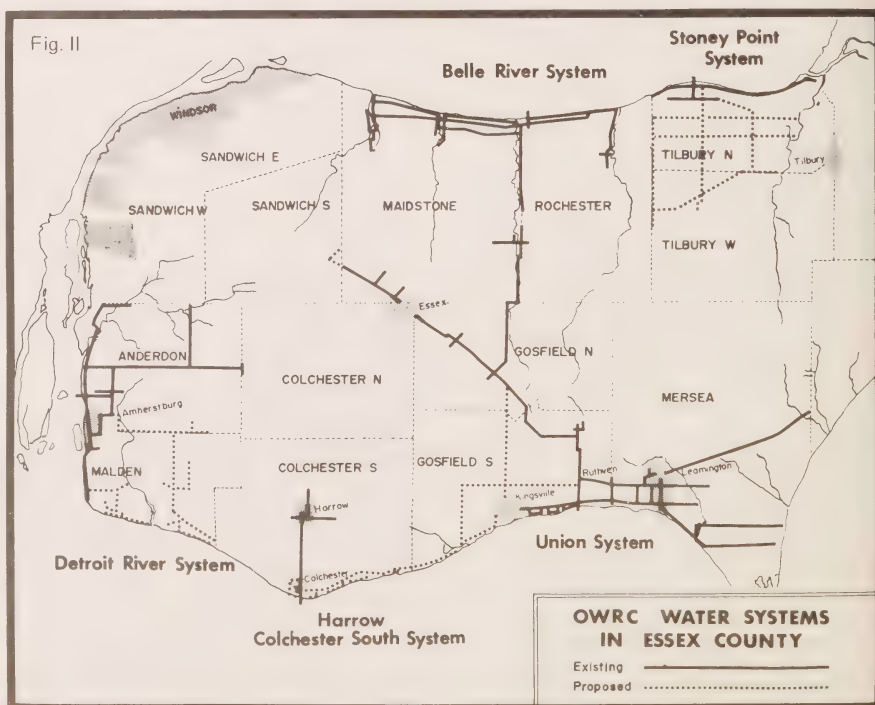 Fig. II
Stoney Point
System
Belle River System
WINDSOR
SANDWICH E
TILBURY N
Tilbury
SANDWICH W
SANDWICH S
MAIDSTONE
ROCHESTER
TILBURY W
Essex
ANDERDON
GOSFIELD N
COLCHESTER N
MERSEA
Amherstburg
MALDEN
COLCHESTER S
GOSFIELD S
Ruthven
Leamington
Kingsville
Harrow
Union System
Detroit River System
Colchester
Harrow
Colchester South System
OWRC WATER SYSTEMS
IN ESSEX COUNTY
Existing
Proposed